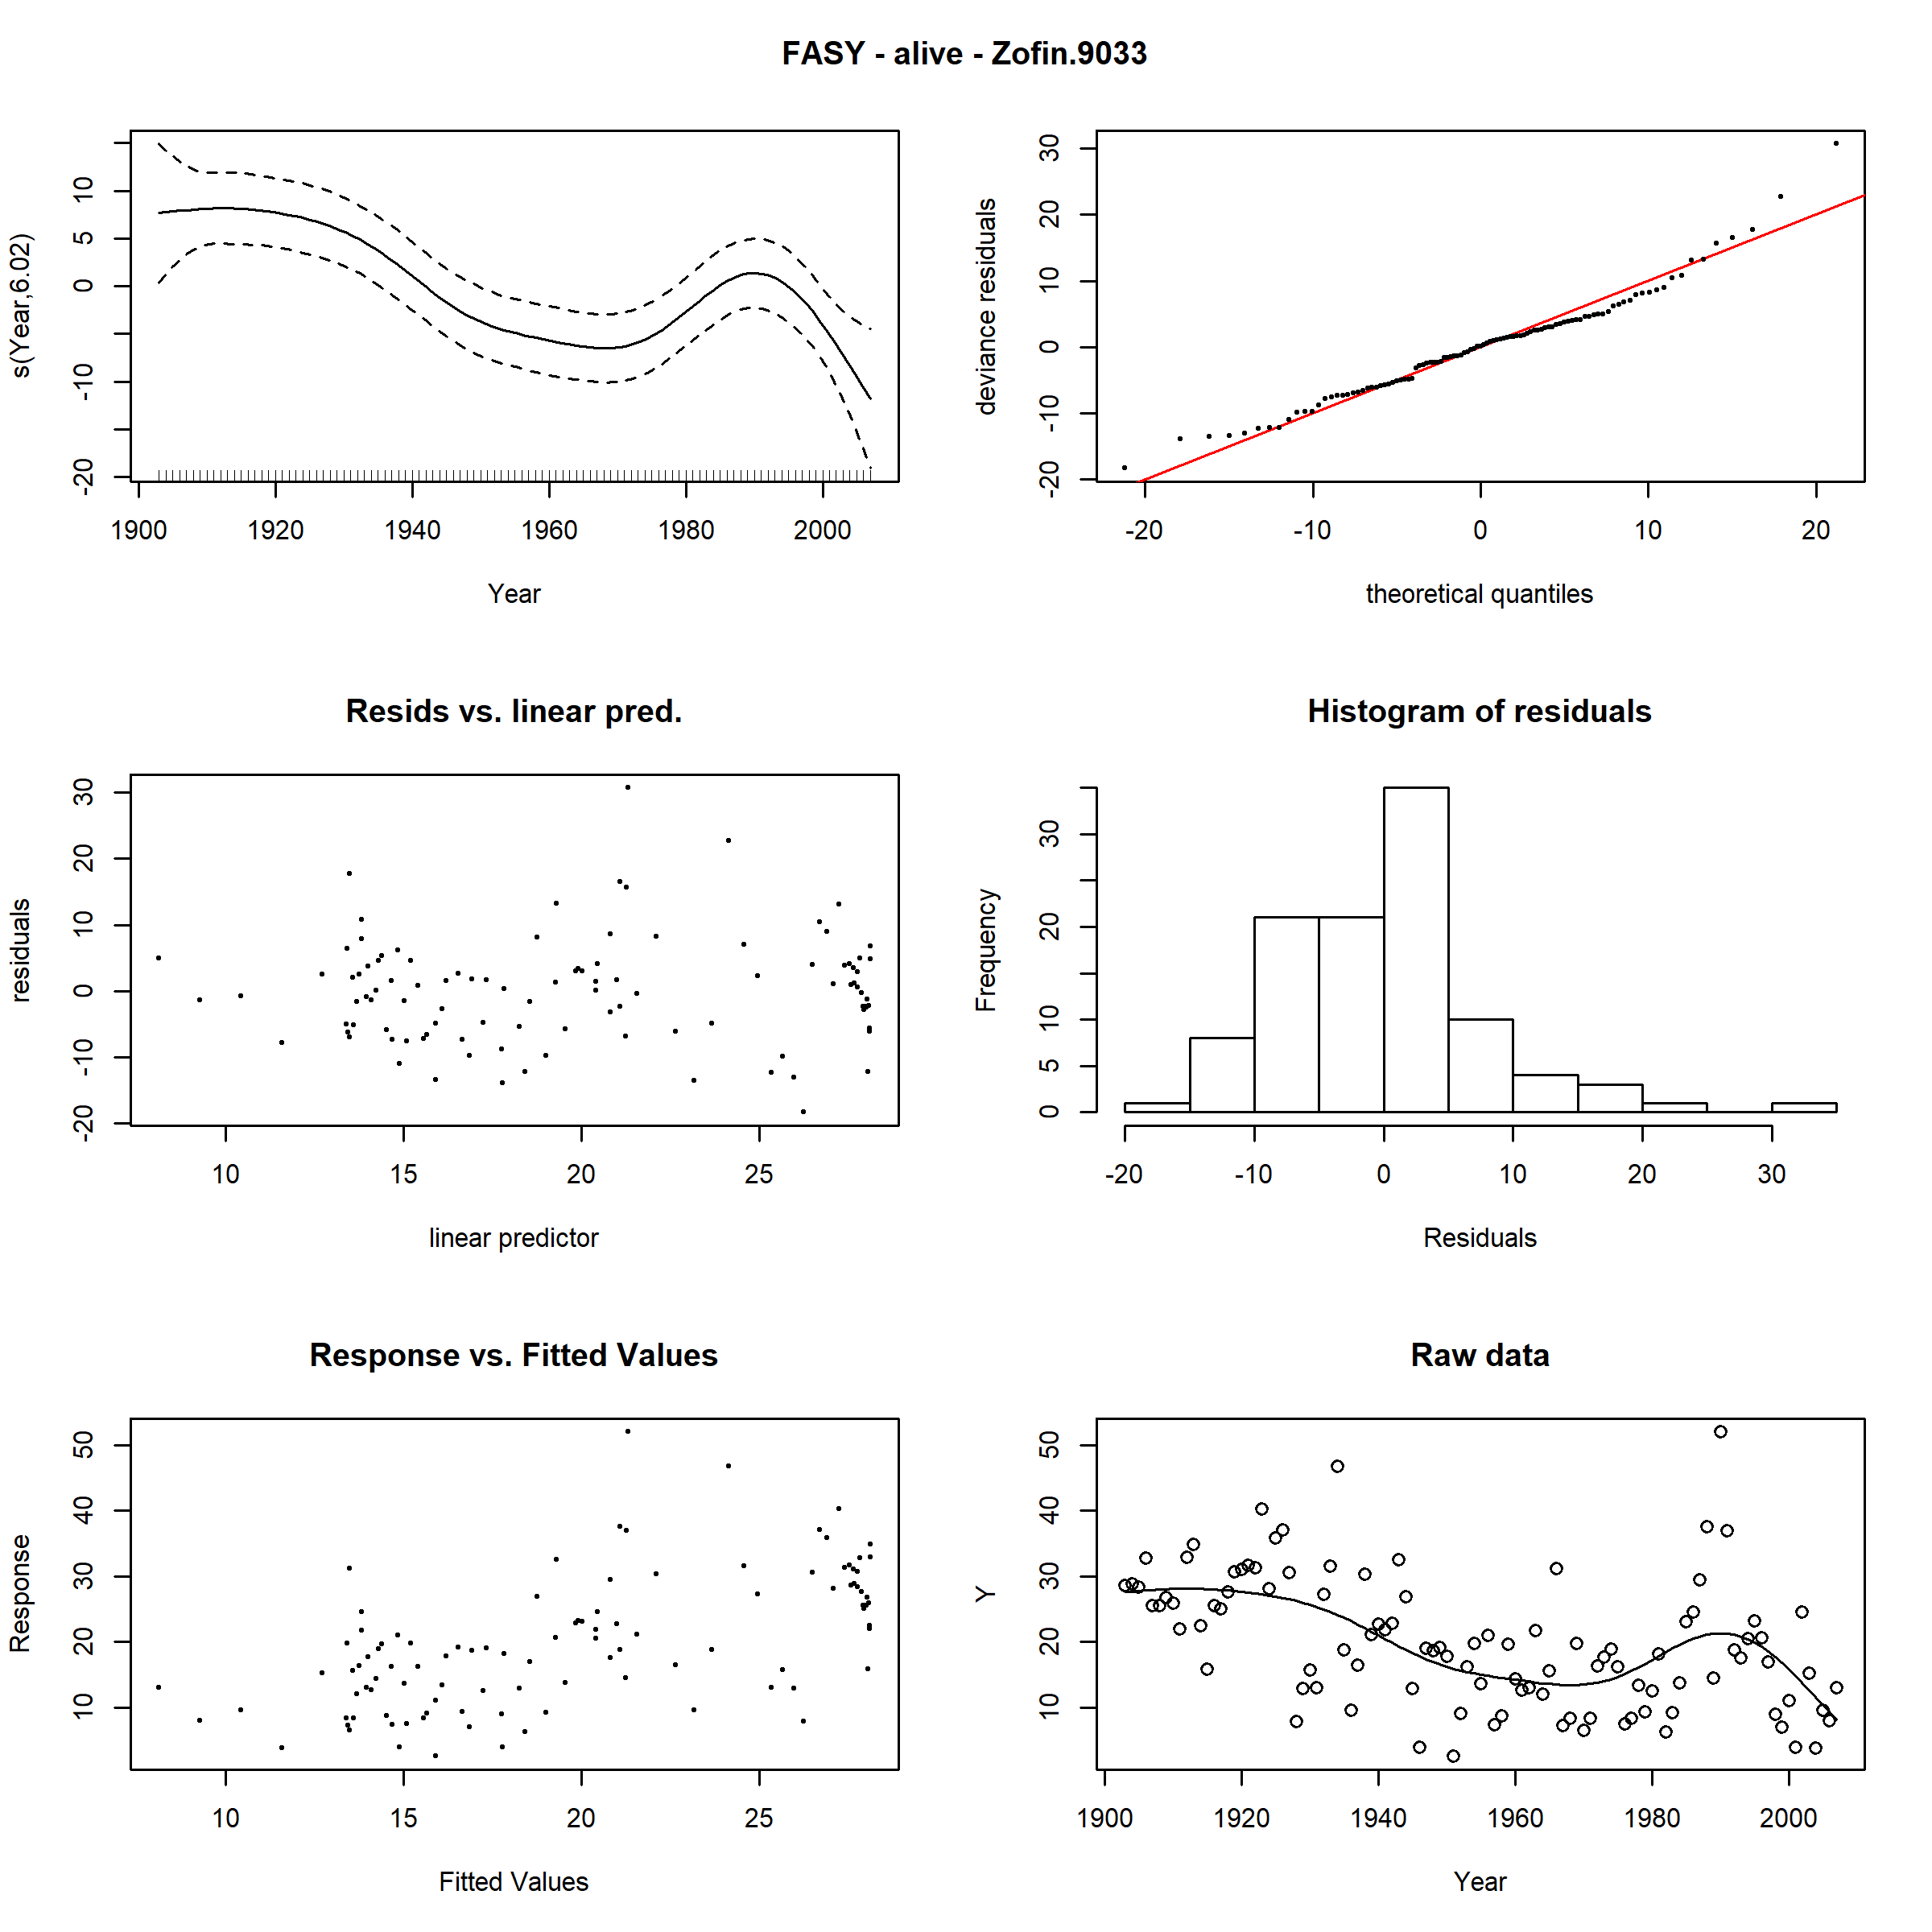 FASY - alive - Zofin.9033
s(Year,6.02)
-20 -10 0 5 10
1900 1920 1940 1960 1980 2000
Year
deviance residuals
-20 -10 0 10 20 30
-20 -10 0 10 20
theoretical quantiles
Resids vs. linear pred.
residuals
-20 -10 0 10 20 30
10 15 20 25
linear predictor
Histogram of residuals
Frequency
0 5 10 20 30
-20 -10 0 10 20 30
Residuals
Response vs. Fitted Values
Response
10 20 30 40 50
10 15 20 25
Fitted Values
Raw data
Y
10 20 30 40 50
1900 1920 1940 1960 1980 2000
Year